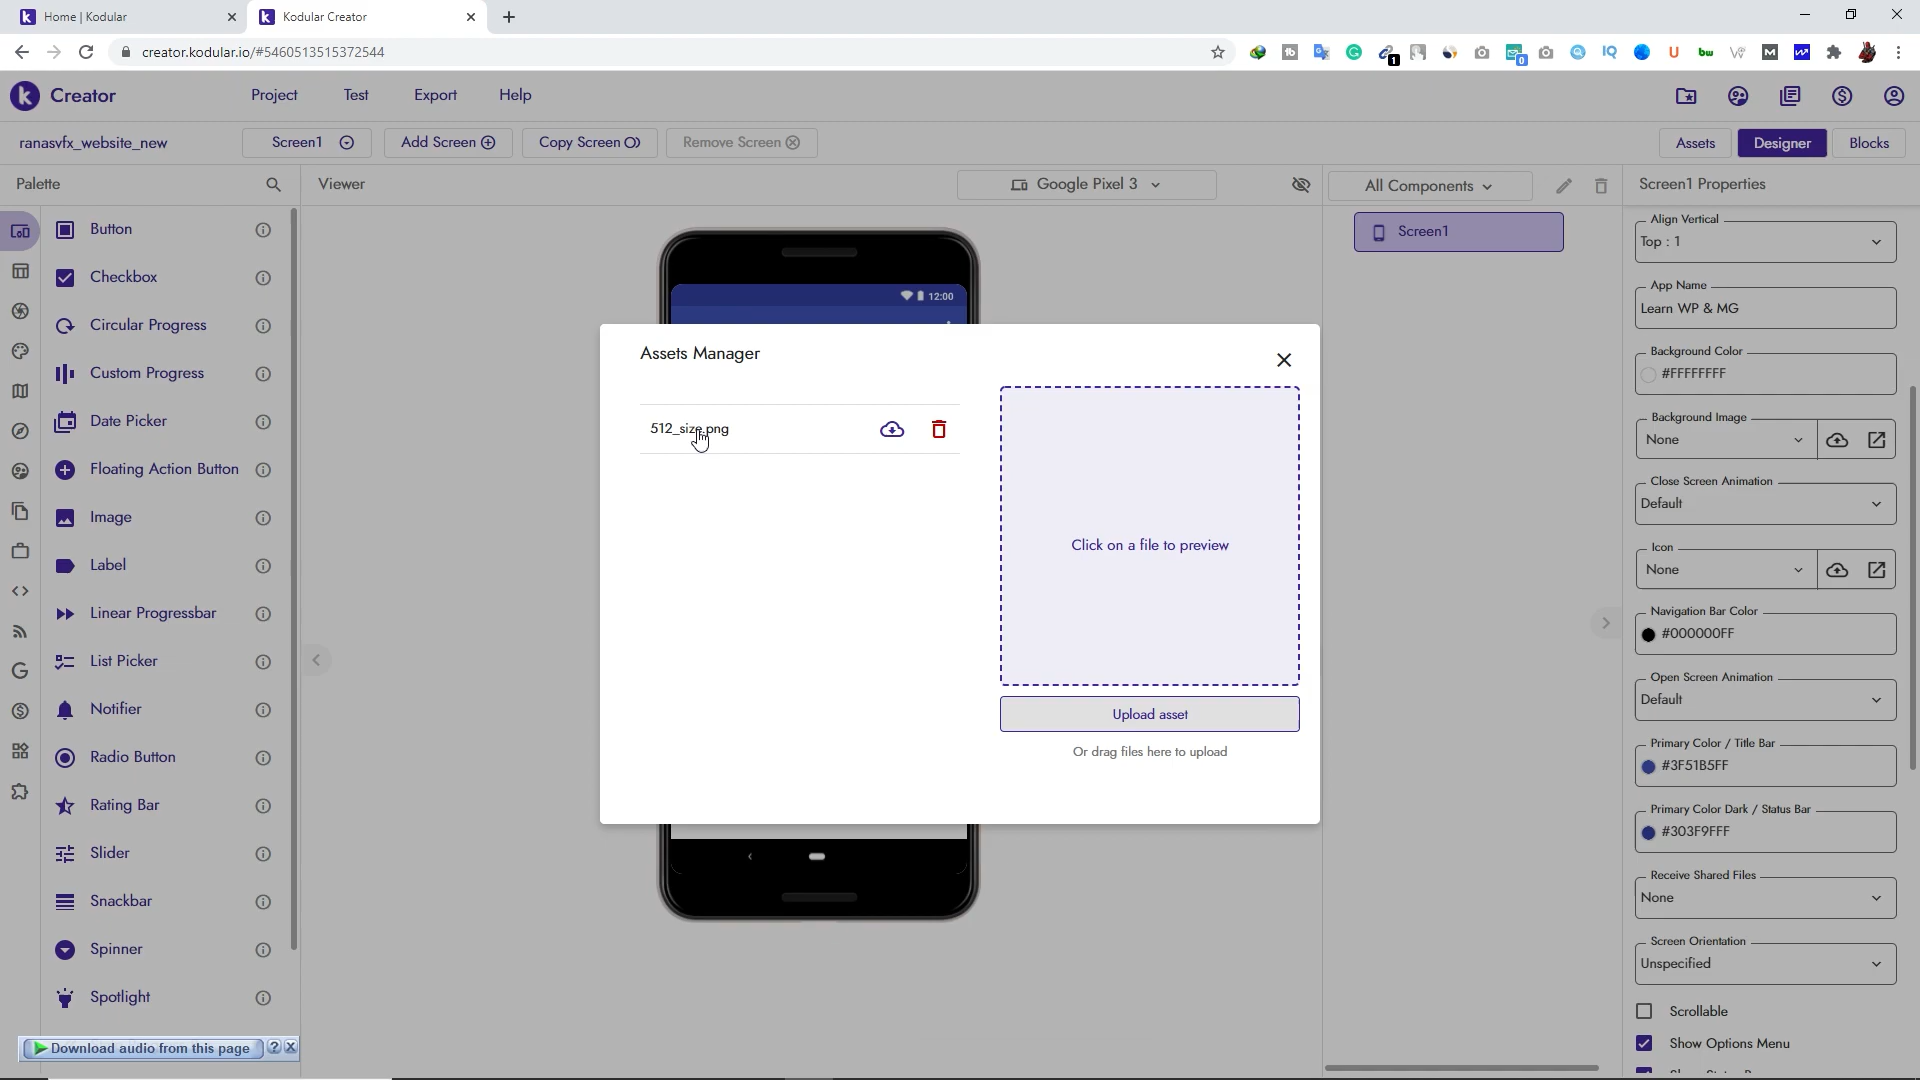 Home | Kodular
Kodular Creator
creator.kodular.io/#5460513515372544
Creator
Project
Test
Export
Help
ranasvfx_website_new
Screen1
Add Screen
Copy Screen
Remove Screen
Assets
Designer
Blocks
Palette
Viewer
Google Pixel 3
All Components
Screen1 Properties
Button
Checkbox
Circular Progress
Custom Progress
Date Picker
Floating Action Button
Image
Label
Linear Progressbar
List Picker
Notifier
Radio Button
Rating Bar
Slider
Snackbar
Spinner
Spotlight
Download audio from this page
12:00
Assets Manager
512_size.png
Click on a file to preview
Upload asset
Or drag files here to upload
Screen1
Align Vertical
Top : 1
App Name
Learn WP & MG
Background Color
#FFFFFFFF
Background Image
None
Close Screen Animation
Default
Icon
None
Navigation Bar Color
#000000FF
Open Screen Animation
Default
Primary Color / Title Bar
#3F51B5FF
Primary Color Dark / Status Bar
#303F9FFF
Receive Shared Files
None
Screen Orientation
Unspecified
Scrollable
Show Options Menu